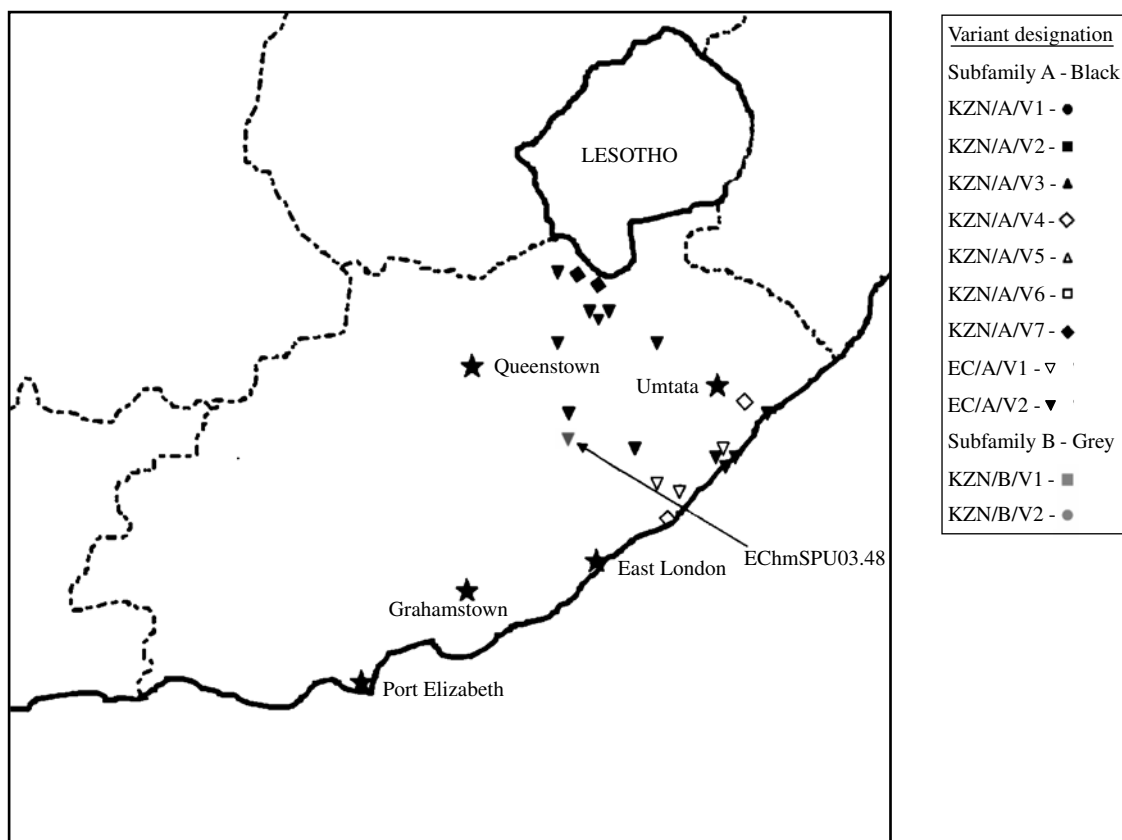 LESOTHO
Queenstown
Umtata
EChmSPU03.48
East London
Grahamstown
Port Elizabeth
Variant designation
Subfamily A - Black
KZN/A/V1 - ●
KZN/A/V2 - ■
KZN/A/V3 - ▲
KZN/A/V4 - ◇
KZN/A/V5 - △
KZN/A/V6 - □
KZN/A/V7 - ◆
EC/A/V1 - ▽
EC/A/V2 - ▼
Subfamily B - Grey
KZN/B/V1 - ■
KZN/B/V2 - ●